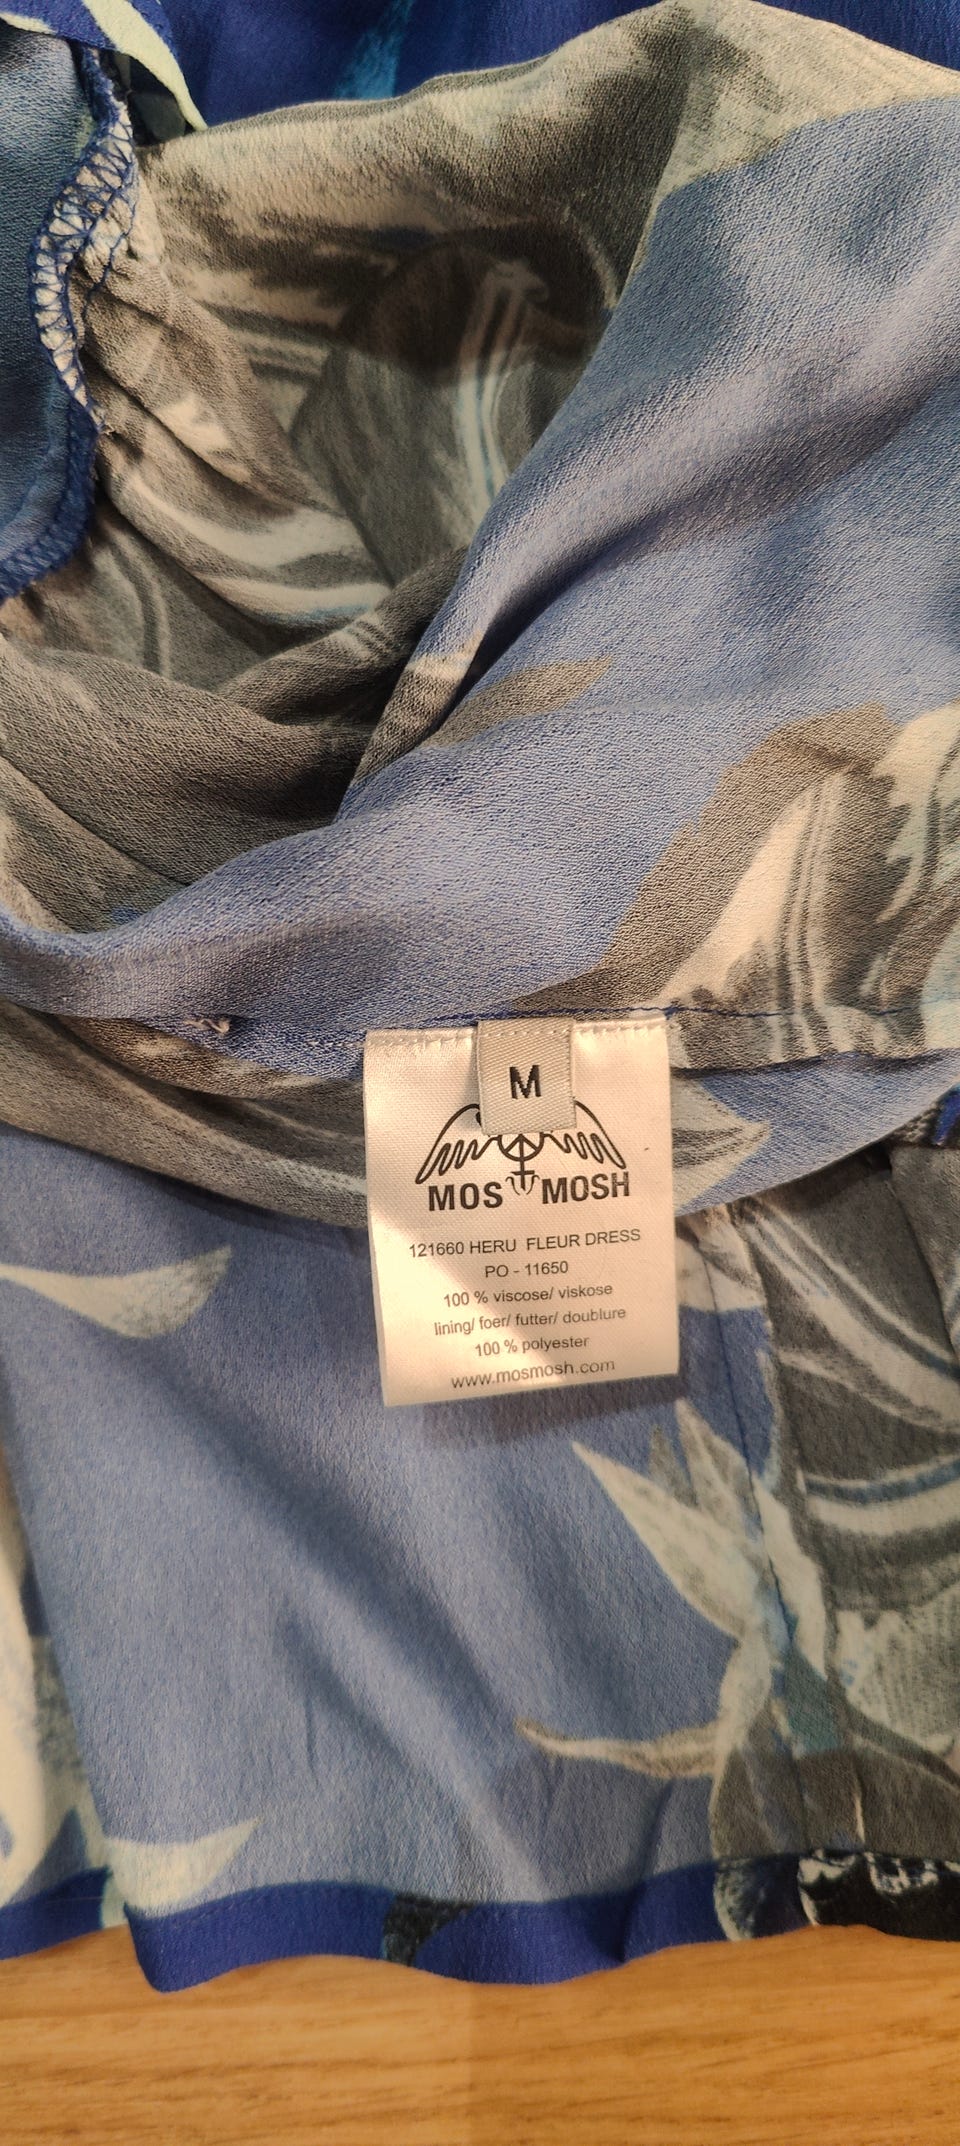 M
MOS MOSH
121660 HERU FLEUR DRESS
PO - 11650
100 % viscose/ viskose
lining/ foer/ futter/ doublure
100 % polyester
www.mosmosh.com